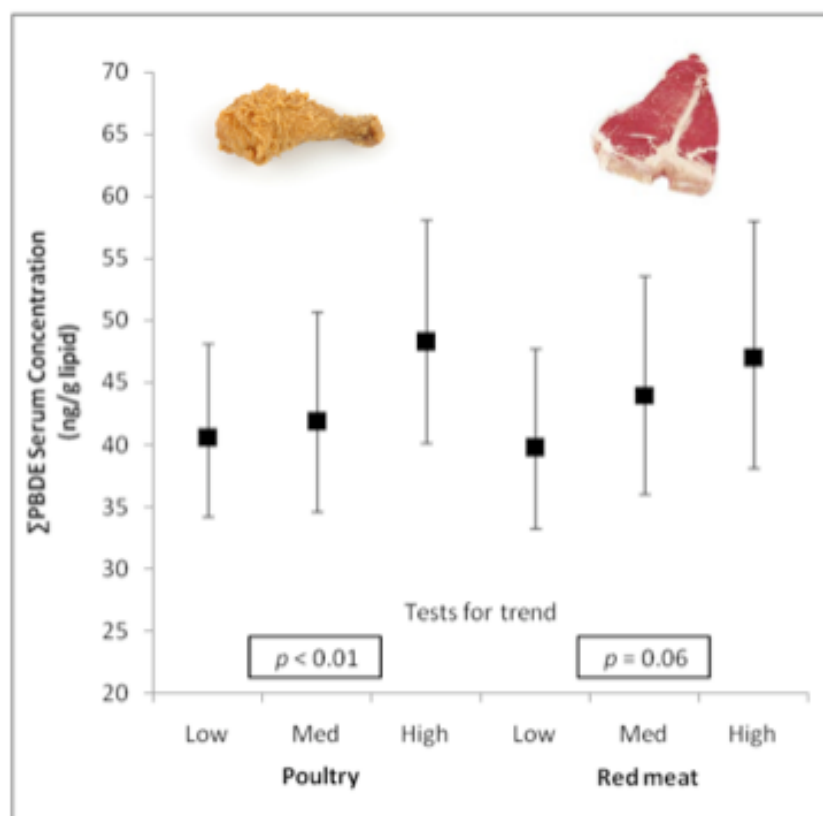 ∑PBDE Serum Concentration
(ng/g lipid)
70
65
60
55
50
45
40
35
30
25
20
Tests for trend
p < 0.01
p = 0.06
Low Med High Low Med High
Poultry Red meat